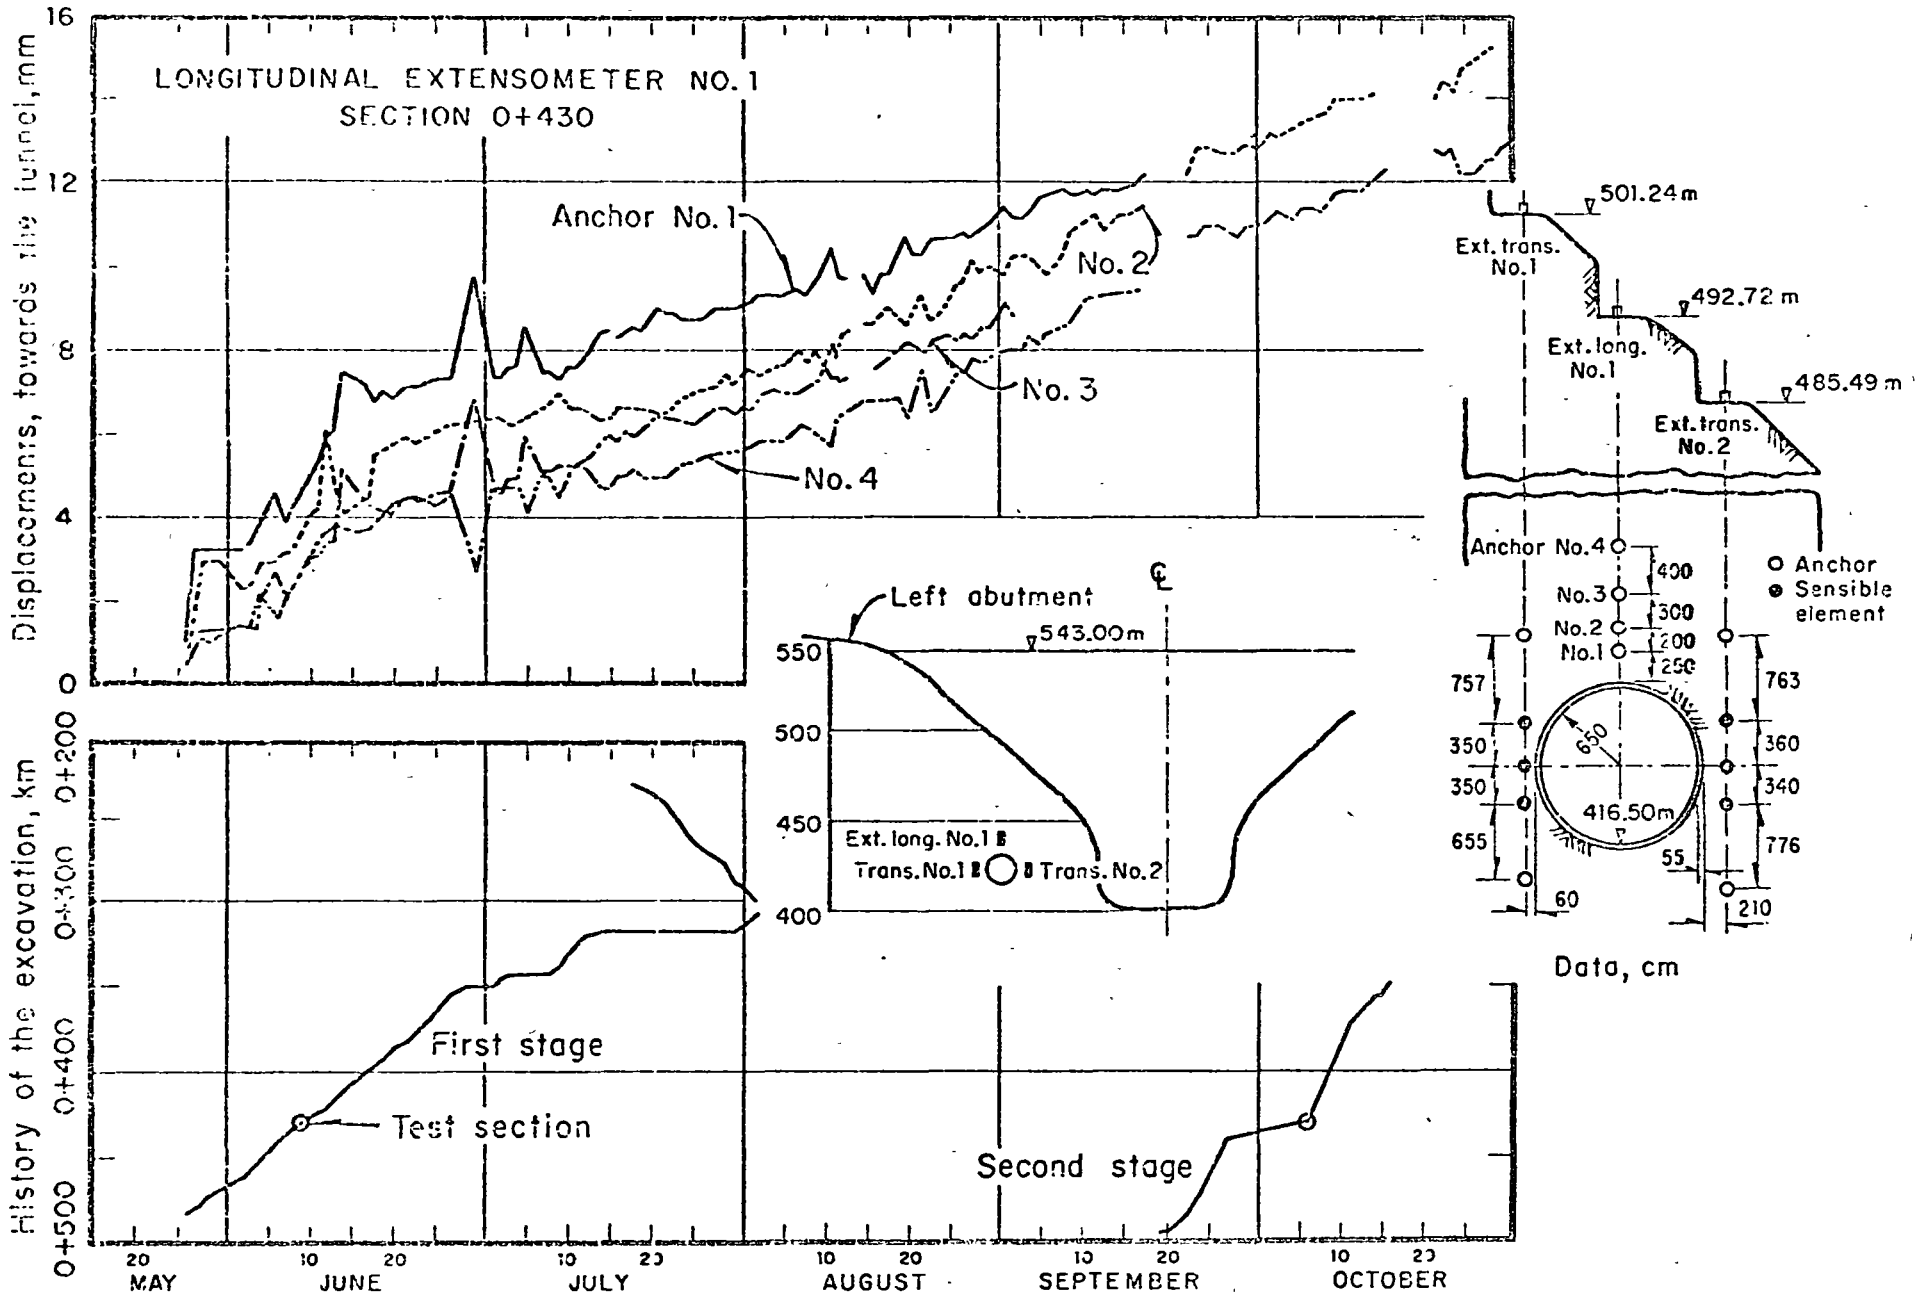 Displacements, towards the tunnel, mm
16
12
8
4
0
LONGITUDINAL EXTENSOMETER NO.1
SECTION 0+430
Anchor No.1
No.2
No.3
No.4
501.24 m
Ext. trans.
No.1
492.72 m
Ext. long.
No.1
485.49 m
Ext. trans.
No.2
Anchor No.4
400
No.3
300
No.2
200
No.1
250
Anchor
Sensible
element
757
350
350
655
60
650
416.50 m
55
763
360
340
776
210
Data, cm
Left abutment
℄
543.00 m
550
500
450
400
Ext. long. No.1
Trans. No.1
Trans. No.2
History of the excavation, km
0+200
0+300
0+400
0+500
First stage
Test section
Second stage
20 10 20 10 20 10 20 10 20 10 20
MAY JUNE JULY AUGUST SEPTEMBER OCTOBER